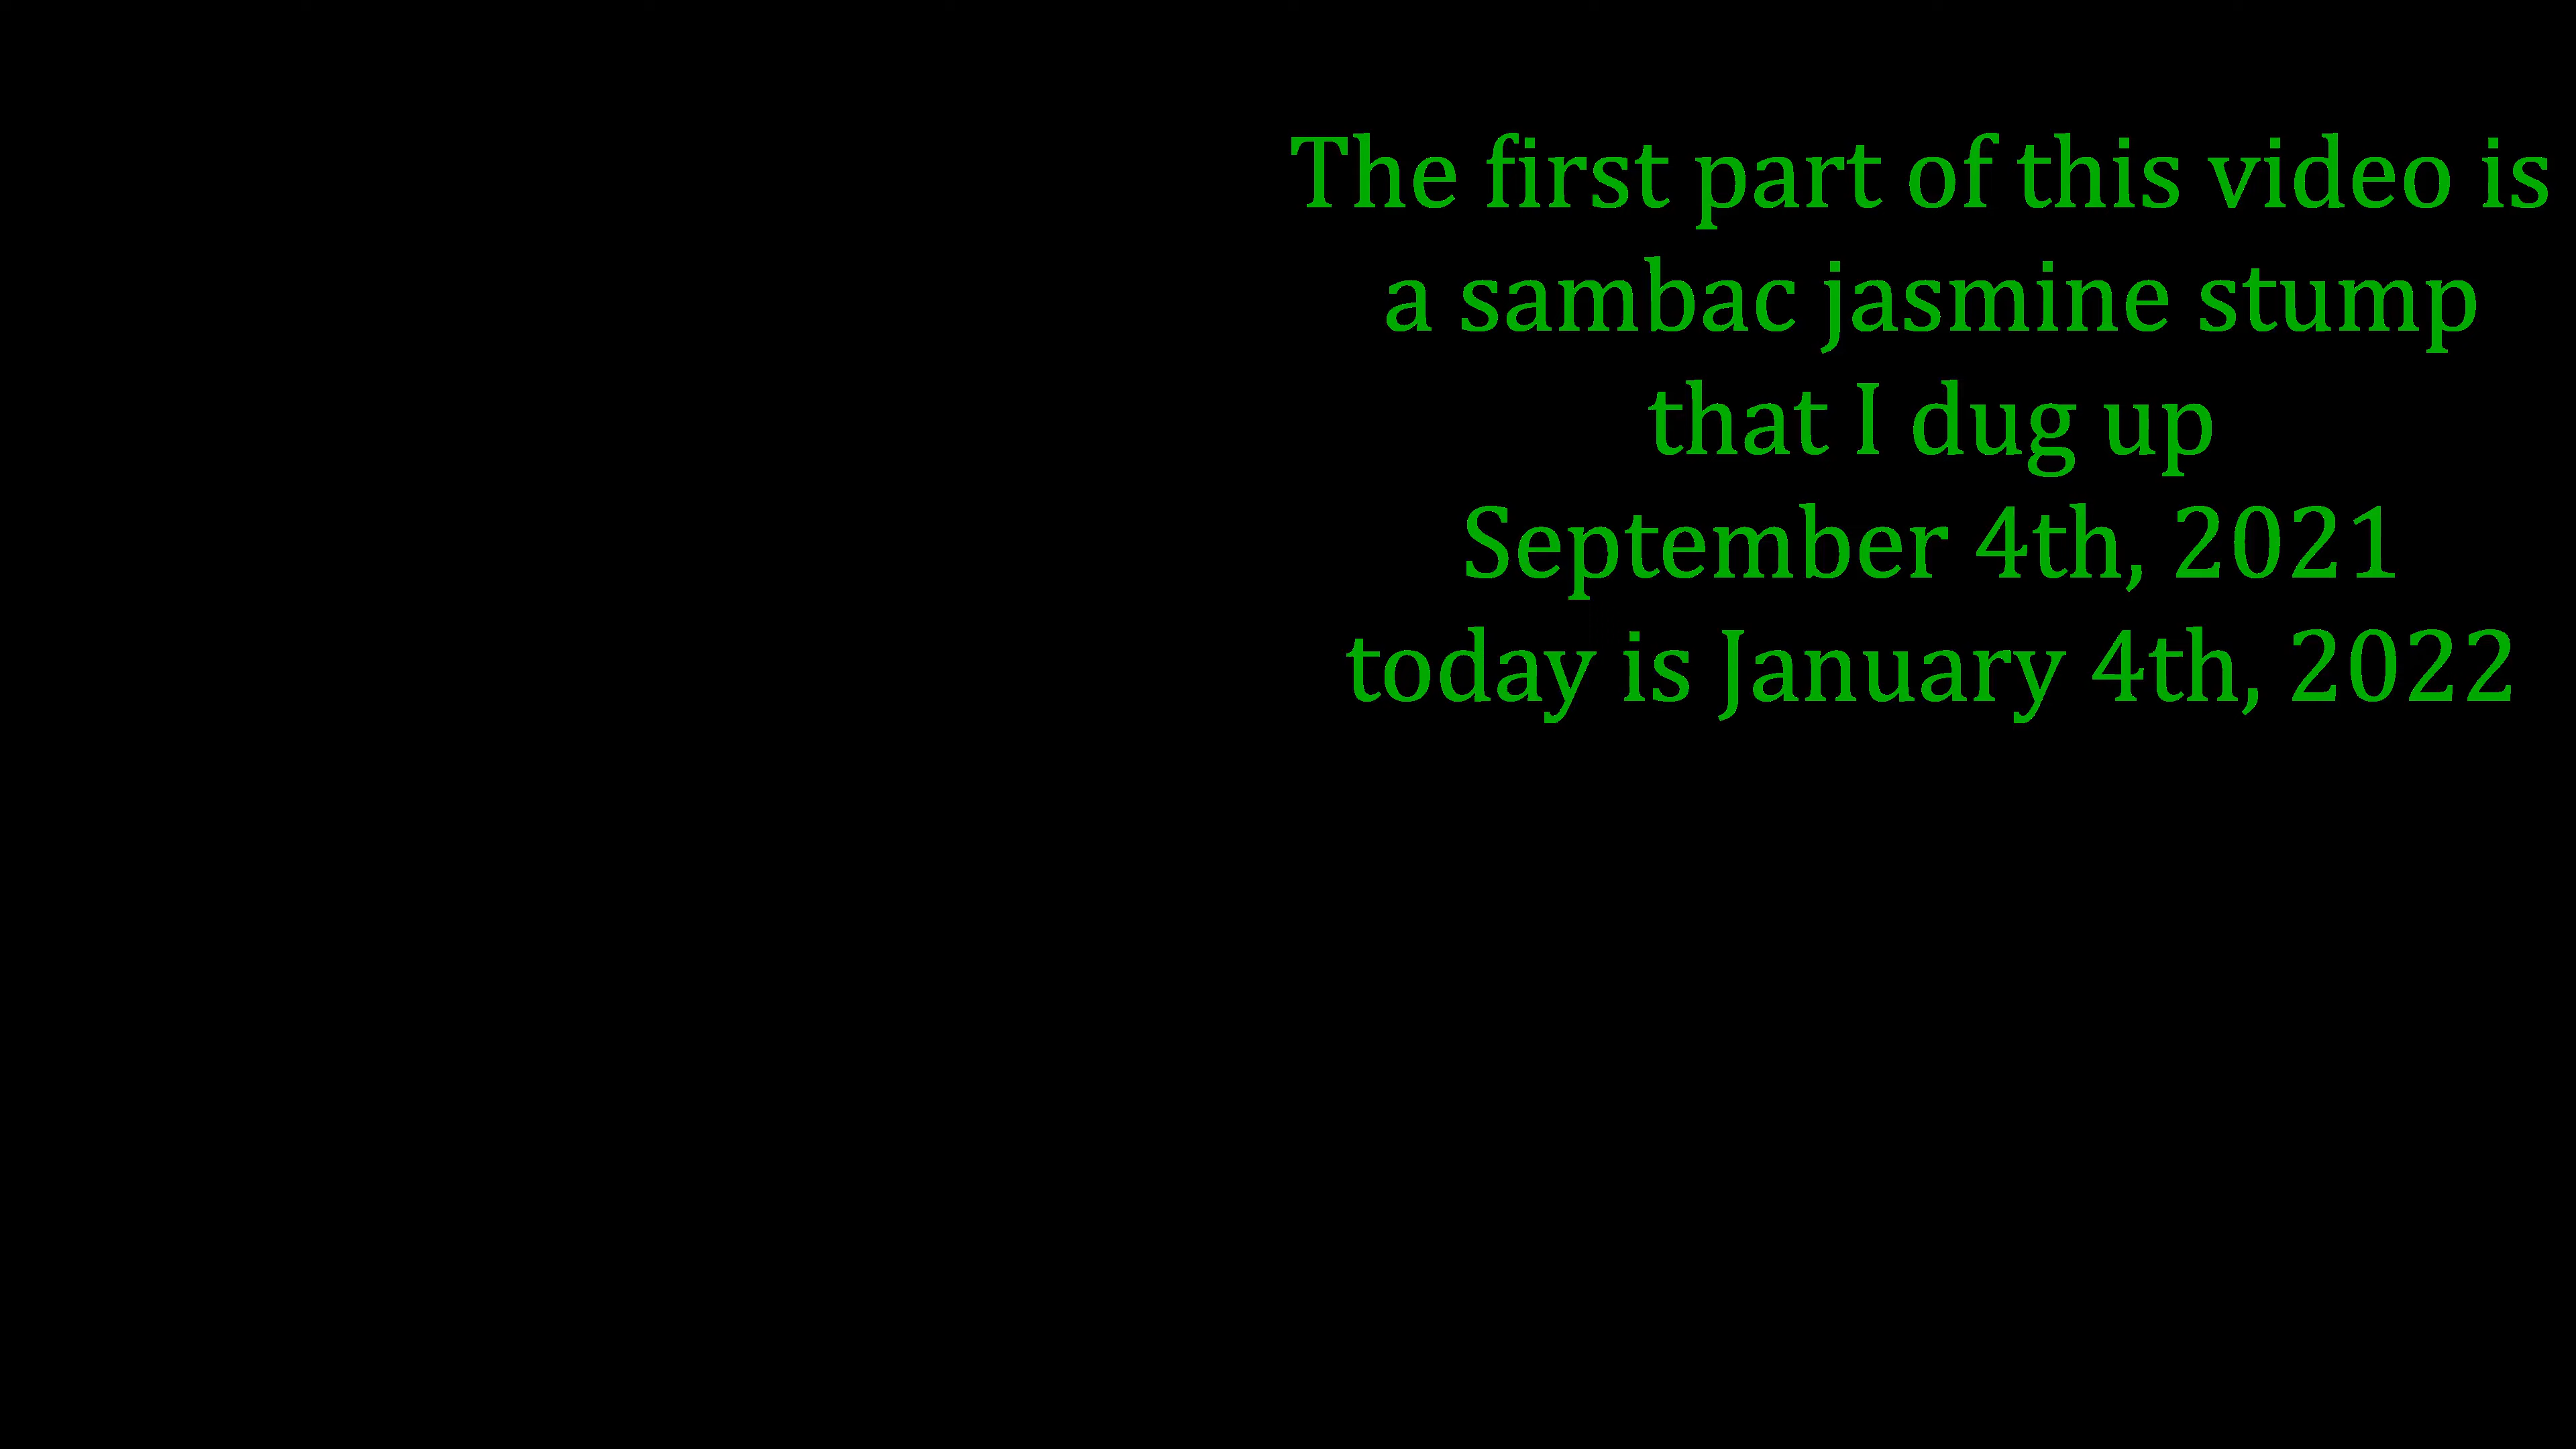 The first part of this video is
a sambac jasmine stump
that I dug up
September 4th, 2021
today is January 4th, 2022